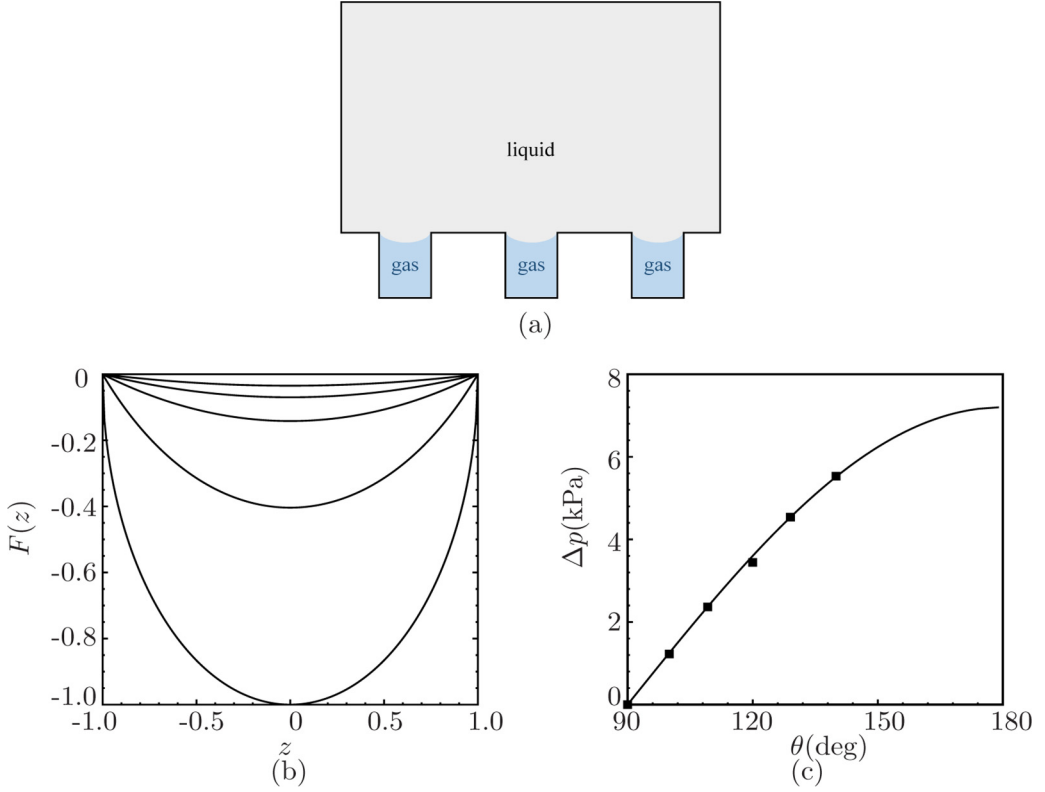 liquid
gas gas gas
(a)
0
-0.2
-0.4
-0.6
-0.8
-1.0
F(z)
-1.0 -0.5 0 0.5 1.0
z
(b)
8
6
4
2
0
Δp(kPa)
90 120 150 180
θ(deg)
(c)